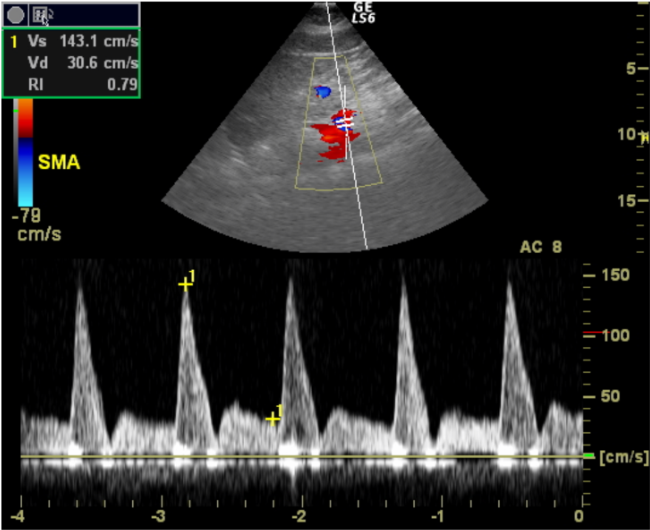 GE
LS6
1 Vs 143.1 cm/s
Vd 30.6 cm/s
RI 0.79
5
10
15
SMA
-79
cm/s
AC 8
1
1
150
100
50
[cm/s]
-4 -3 -2 -1 0